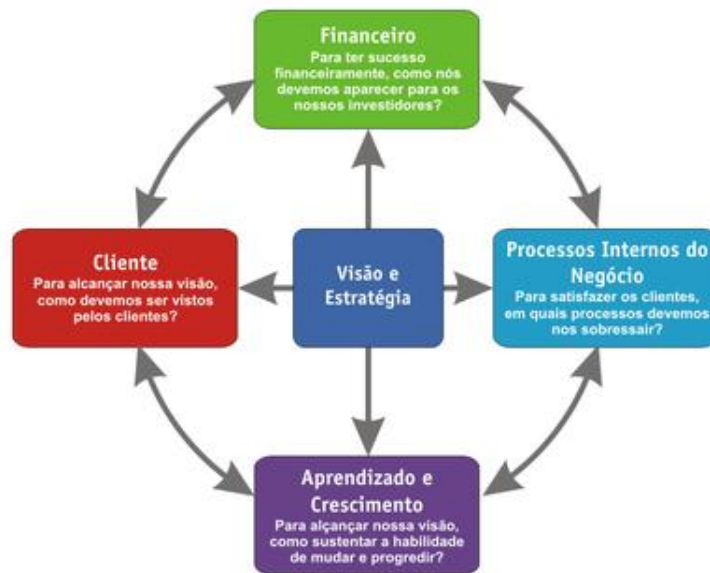 Financeiro
Para ter sucesso
financeiramente, como nós
devemos aparecer para os
nossos investidores?
Cliente
Para alcançar nossa visão,
como devemos ser vistos
pelos clientes?
Visão e
Estratégia
Processos Internos do
Negócio
Para satisfazer os clientes,
em quais processos devemos
nos sobressair?
Aprendizado e
Crescimento
Para alçançar nossa visão,
como sustentar a habilidade
de mudar e progredir?